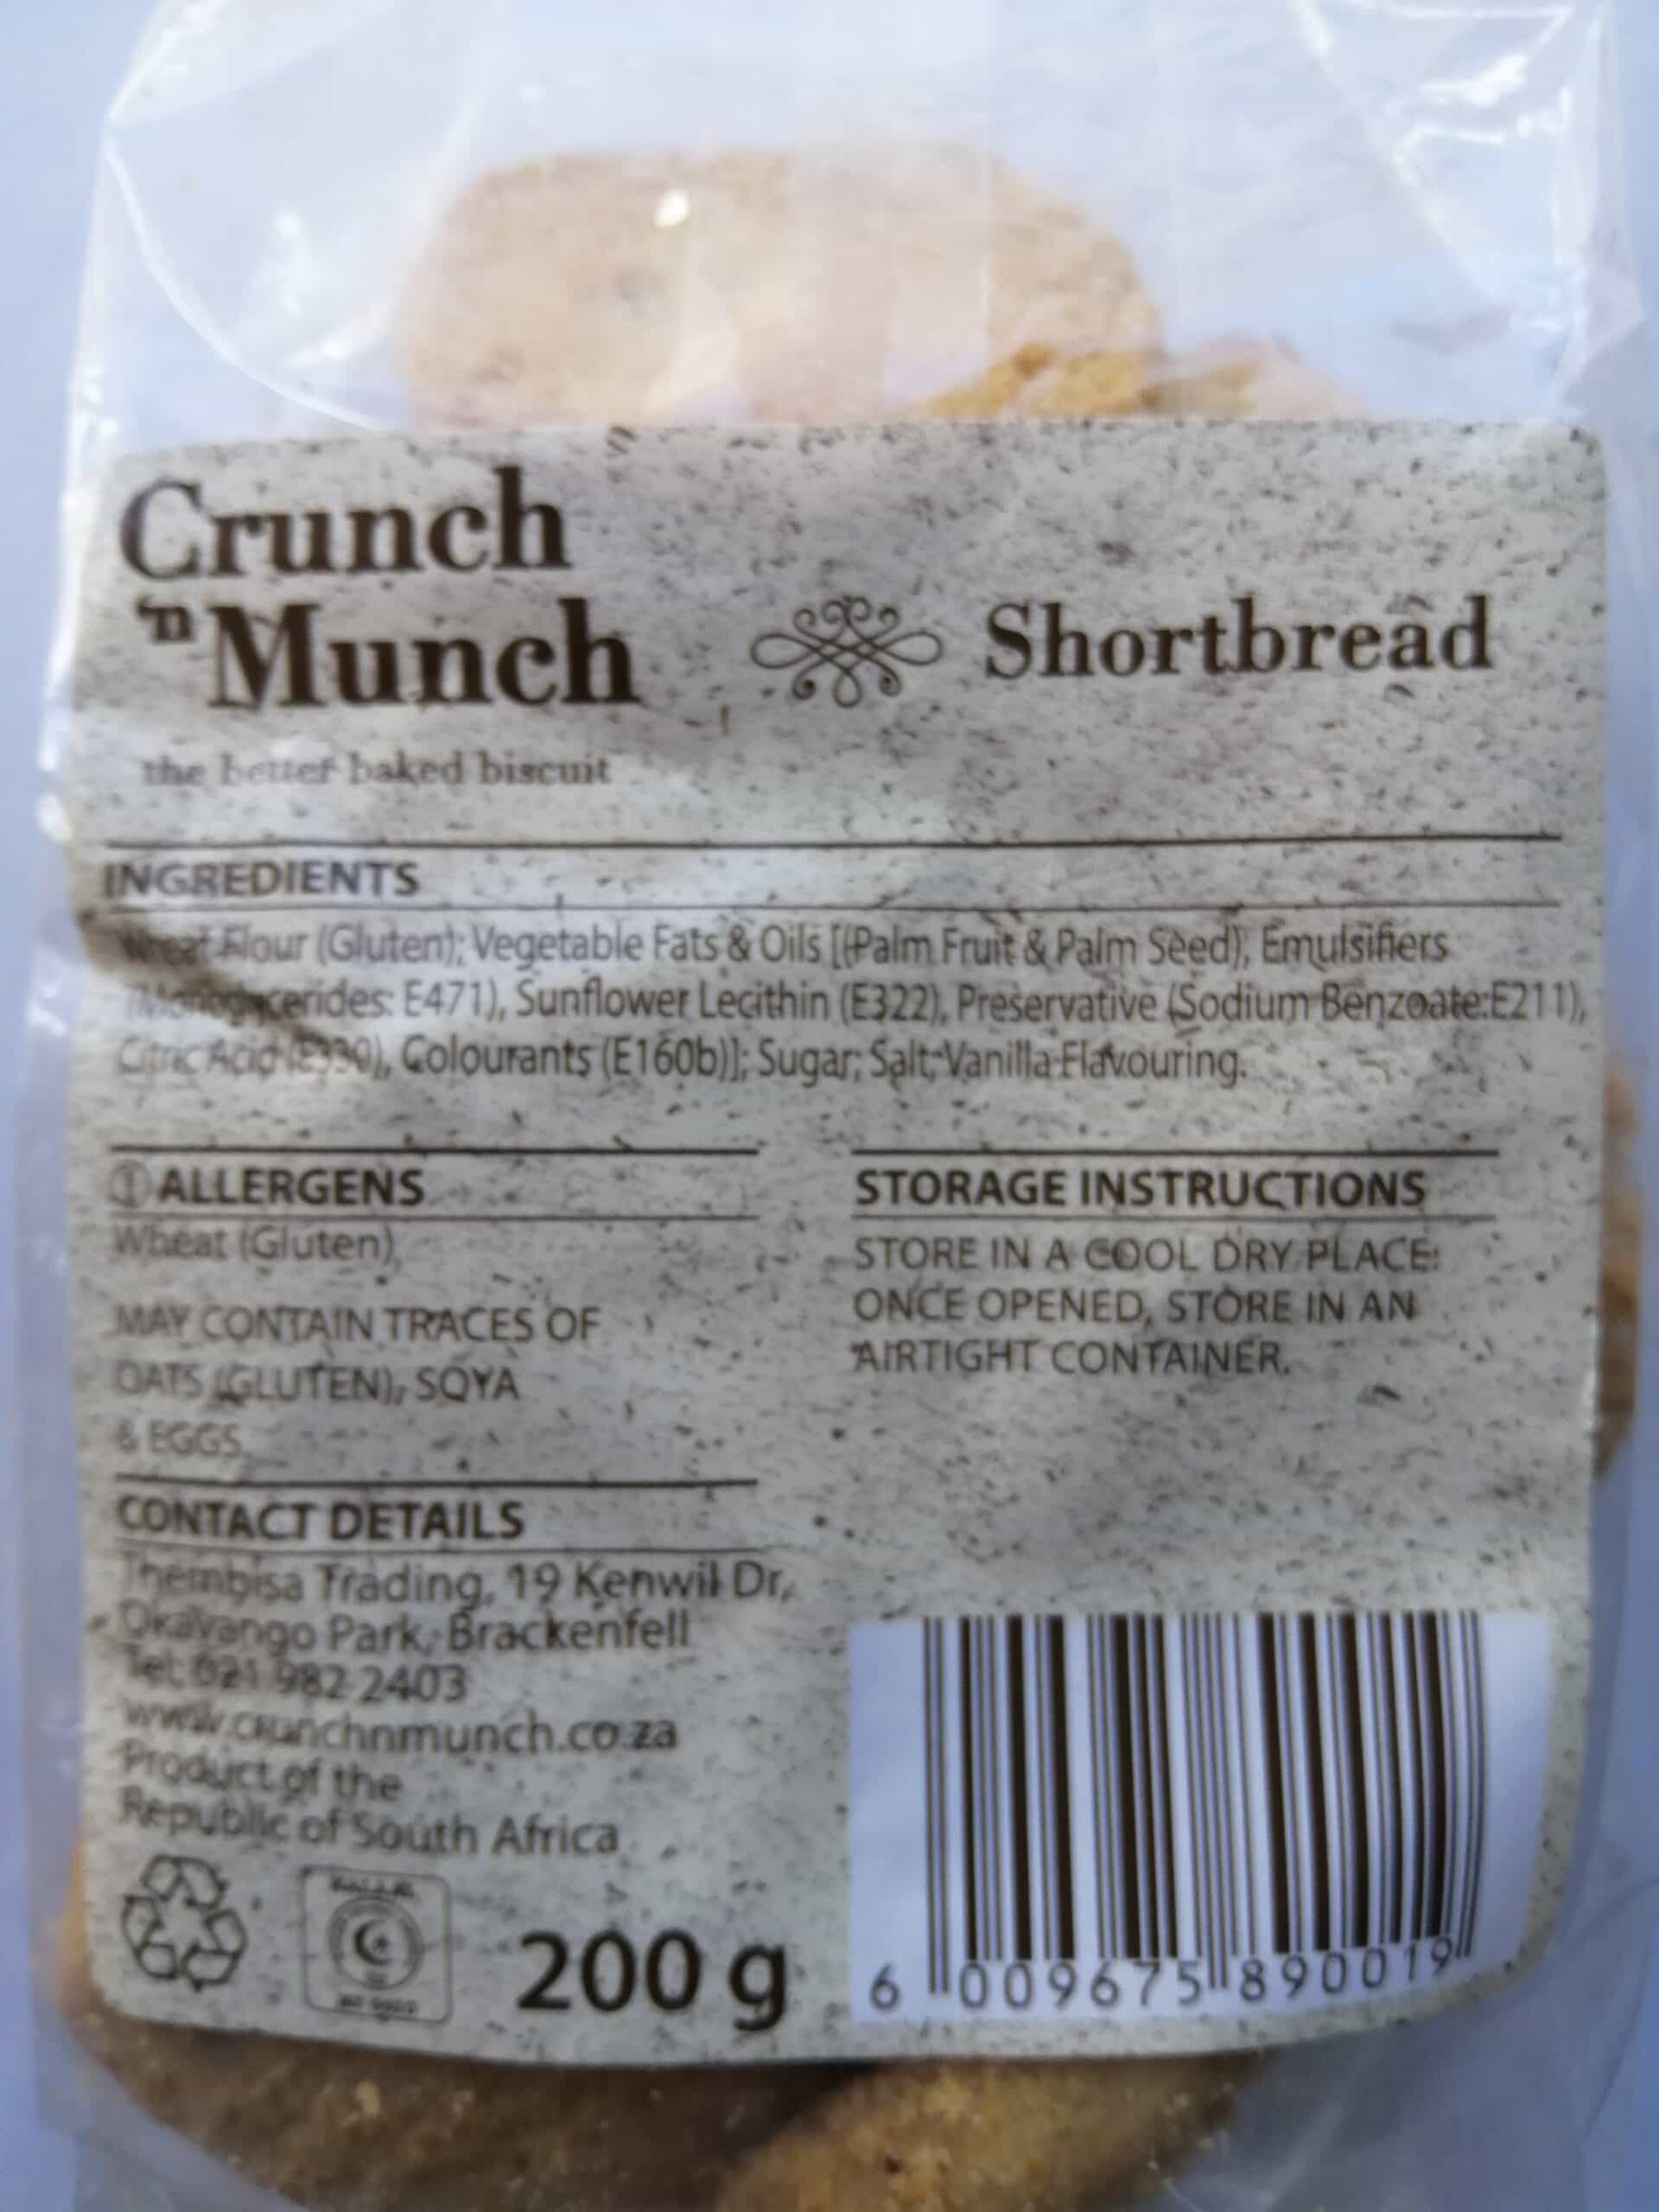 Crunch
'n Munch
Shortbread
the better baked biscuit
INGREDIENTS
Wheat Flour (Gluten); Vegetable Fats & Oils [(Palm Fruit & Palm Seed), Emulsifiers
(Monoglycerides: E471), Sunflower Lecithin (E322), Preservative (Sodium Benzoate:E211),
Citric Acid (E330), Colourants (E160b)]; Sugar; Salt; Vanilla Flavouring.
ALLERGENS
Wheat (Gluten)
MAY CONTAIN TRACES OF
OATS (GLUTEN), SOYA
& EGGS
STORAGE INSTRUCTIONS
STORE IN A COOL DRY PLACE.
ONCE OPENED, STORE IN AN
AIRTIGHT CONTAINER.
CONTACT DETAILS
Thembisa Trading, 19 Kenwil Dr,
Okavango Park, Brackenfell
Tel: 021 982 2403
www.crunchnmunch.co.za
Product of the
Republic of South Africa
200 g
6 009675 890019